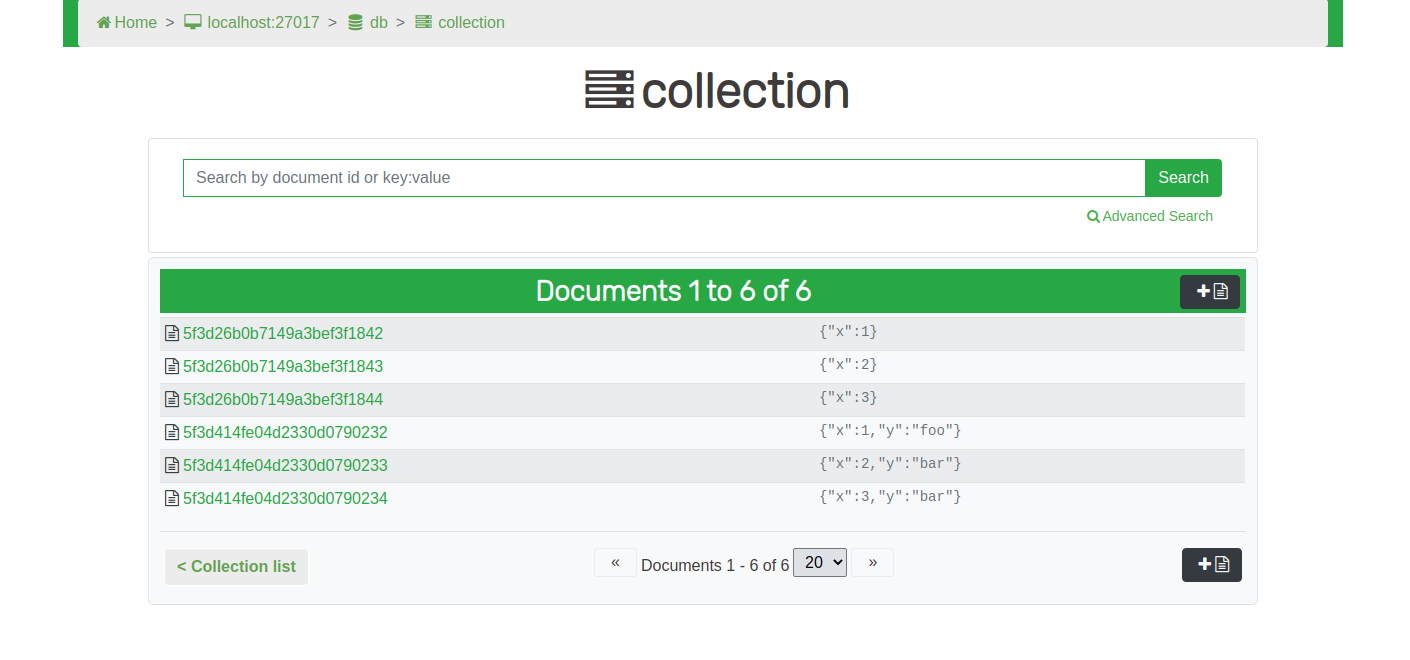 Home > localhost:27017 > db > collection
collection
Search by document id or key:value Search
Advanced Search
Documents 1 to 6 of 6
5f3d26b0b7149a3bef3f1842 {"x":1}
5f3d26b0b7149a3bef3f1843 {"x":2}
5f3d26b0b7149a3bef3f1844 {"x":3}
5f3d414fe04d2330d0790232 {"x":1,"y":"foo"}
5f3d414fe04d2330d0790233 {"x":2,"y":"bar"}
5f3d414fe04d2330d0790234 {"x":3,"y":"bar"}
< Collection list « Documents 1 - 6 of 6 20 »